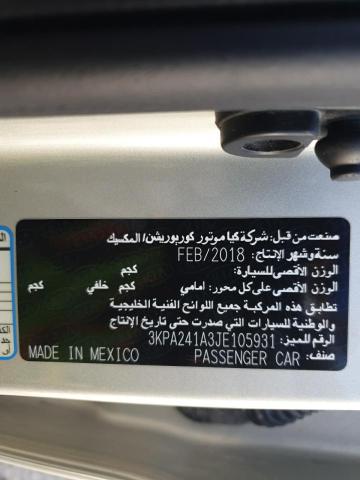 صنعت من قبل: شركة كيا موتور كوربوريشن/ المكسيك
سنة وشهر الإنتاج: FEB/2018
الوزن الأقصى للسيارة: كجم
الوزن الأقصى على كل محور: امامي كجم خلفي كجم
تطابق هذه المركبة جميع اللوائح الفنية الخليجية
والوطنية للسيارات التى صدرت حتى تاريخ الإنتاج
الرقم المميز: 3KPA241A3JE105931
صنف: PASSENGER CAR MADE IN MEXICO